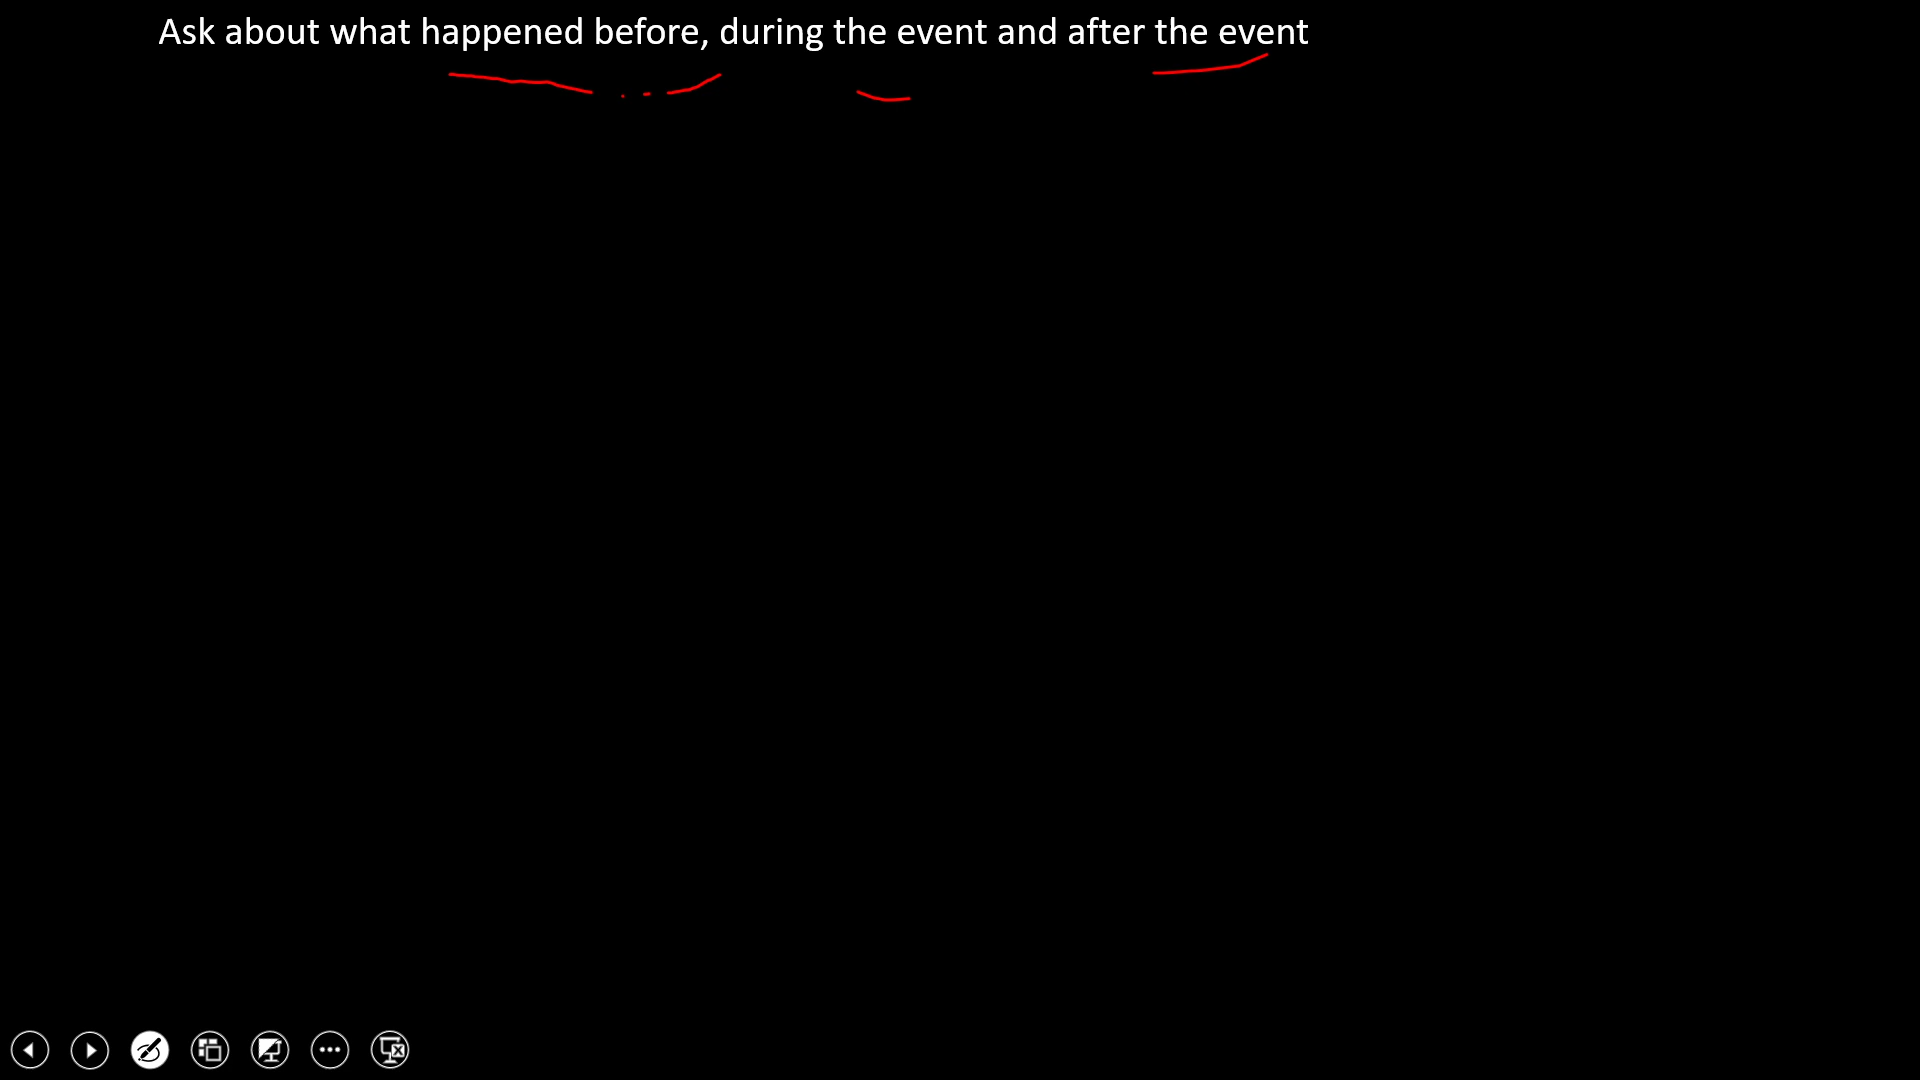 Ask about what happened before, during the event and after the event